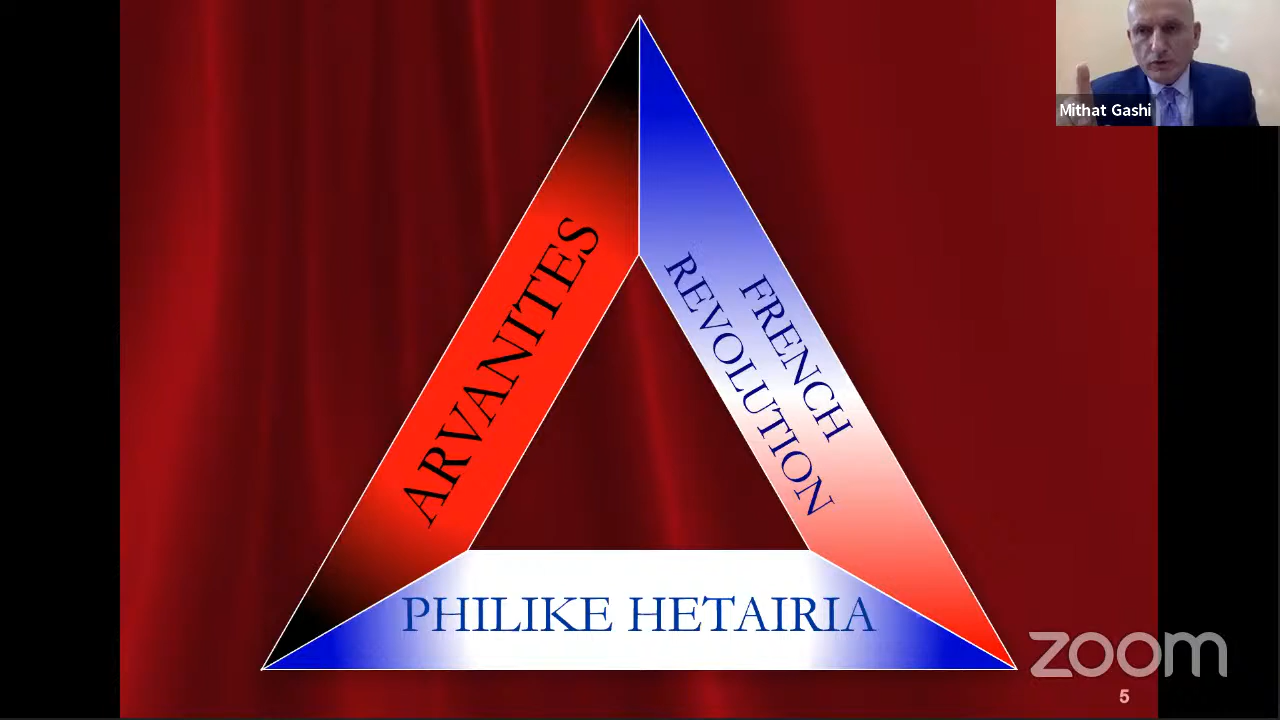 Mithat Gashi
ARVANITES
FRENCH
REVOLUTION
PHILIKE HETAIRIA
zoom
5